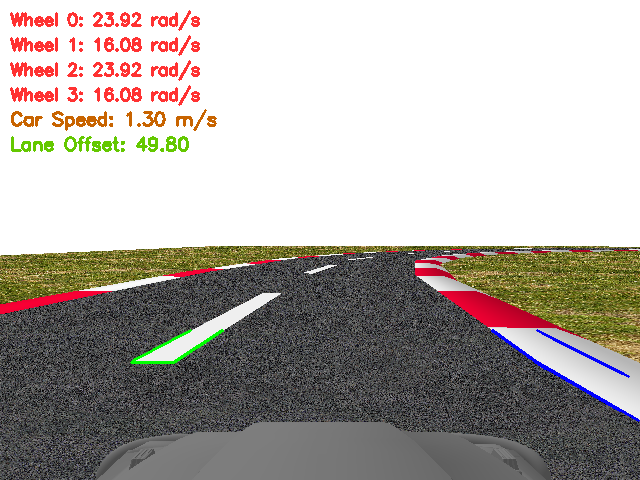 Wheel 0: 23.92 rad/s
Wheel 1: 16.08 rad/s
Wheel 2: 23.92 rad/s
Wheel 3: 16.08 rad/s
Car Speed: 1.30 m/s
Lane Offset: 49.80